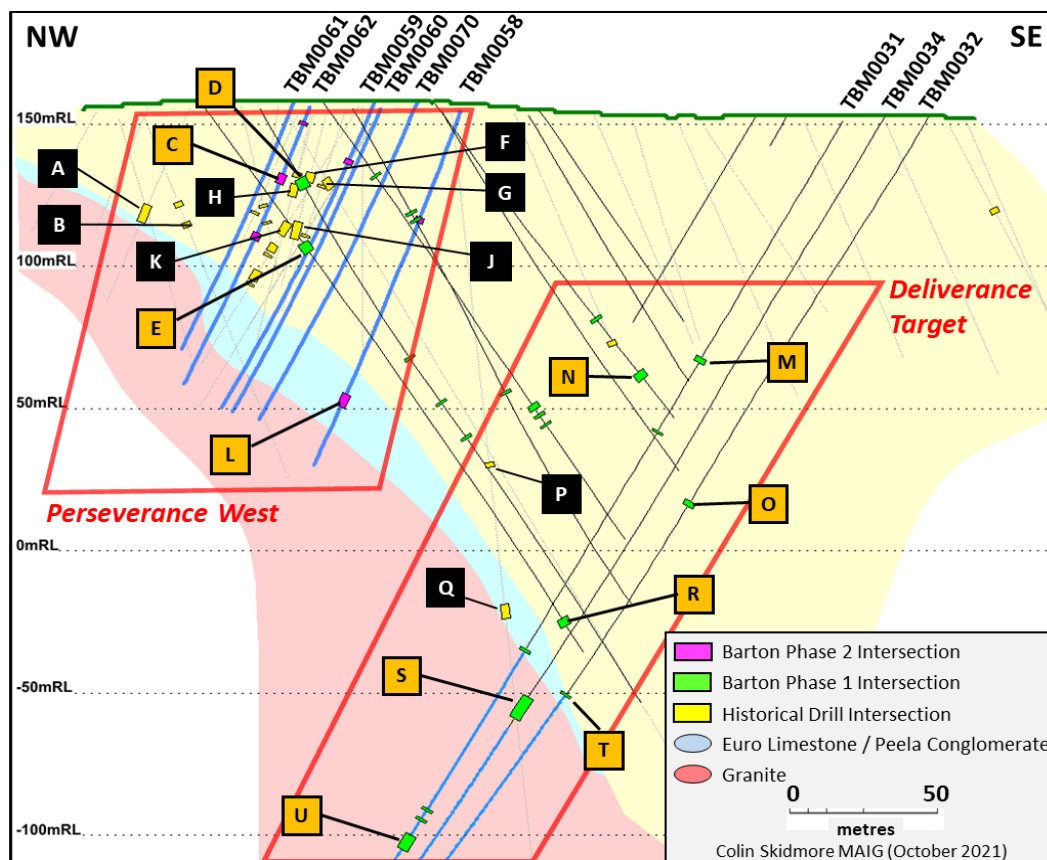 NW
TBM0061
TBM0062
TBM0059
TBM0060
TBM0070
TBM0058
TBM0031
TBM0034
TBM0032
SE
D
150mRL
C
F
A
H
G
B
K
J
100mRL
E
Deliverance
Target
N
M
50mRL
L
P
O
Perseverance West
0mRL
Q
R
S
-50mRL
T
U
-100mRL
Barton Phase 2 Intersection
Barton Phase 1 Intersection
Historical Drill Intersection
Euro Limestone / Peela Conglomerate
Granite
0 50
metres
Colin Skidmore MAIG (October 2021)